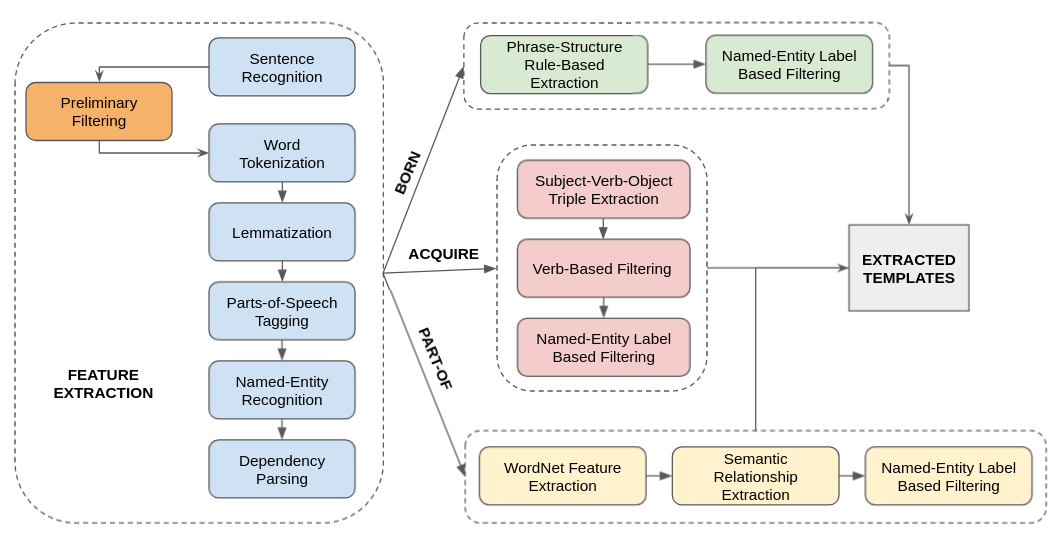 Sentence
Recognition
Preliminary
Filtering
Word
Tokenization
Lemmatization
Parts-of-Speech
Tagging
Named-Entity
Recognition
Dependency
Parsing
FEATURE
EXTRACTION
BORN
ACQUIRE
PART-OF
Phrase-Structure
Rule-Based
Extraction
Named-Entity Label
Based Filtering
Subject-Verb-Object
Triple Extraction
Verb-Based Filtering
Named-Entity Label
Based Filtering
WordNet Feature
Extraction
Semantic
Relationship
Extraction
Named-Entity Label
Based Filtering
EXTRACTED
TEMPLATES